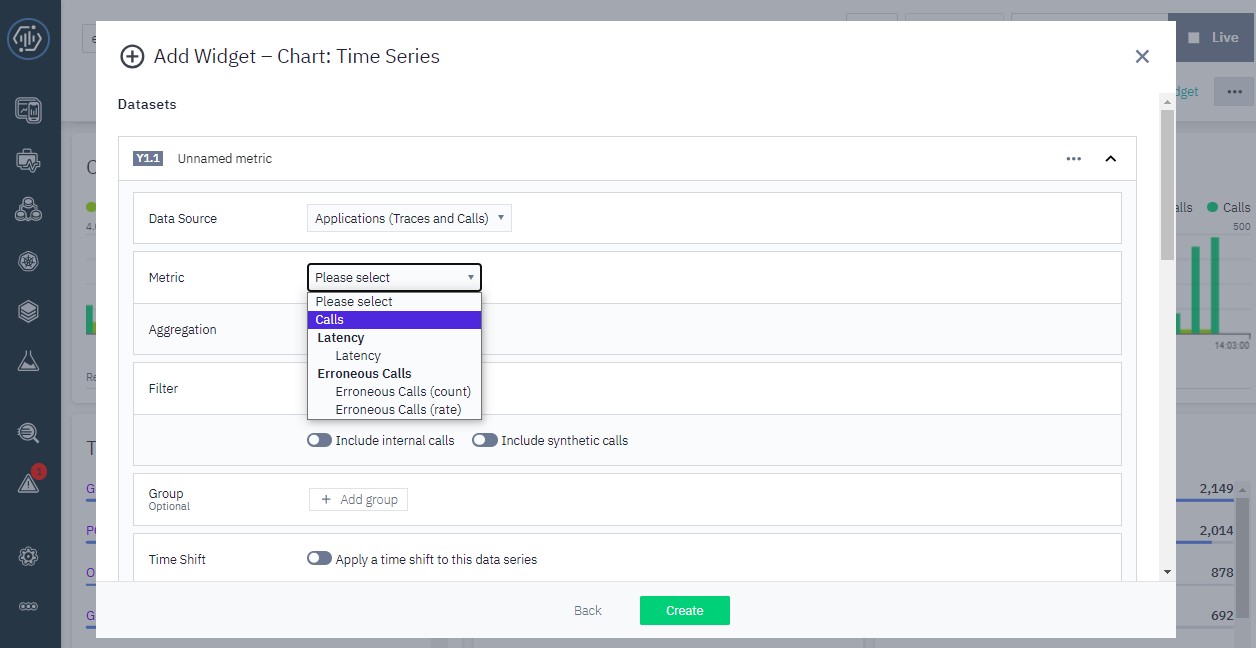 Live
Add Widget – Chart: Time Series
dget
Datasets
Y1.1 Unnamed metric
Data Source Applications (Traces and Calls)
Calls
500
Metric Please select
Please select
Calls
Aggregation
Latency
Latency
14:03:00
Erroneous Calls
Filter
Erroneous Calls (count)
Erroneous Calls (rate)
Include internal calls Include synthetic calls
Group
Optional
Add group
2,149
2,014
Time Shift Apply a time shift to this data series
878
Back Create
692